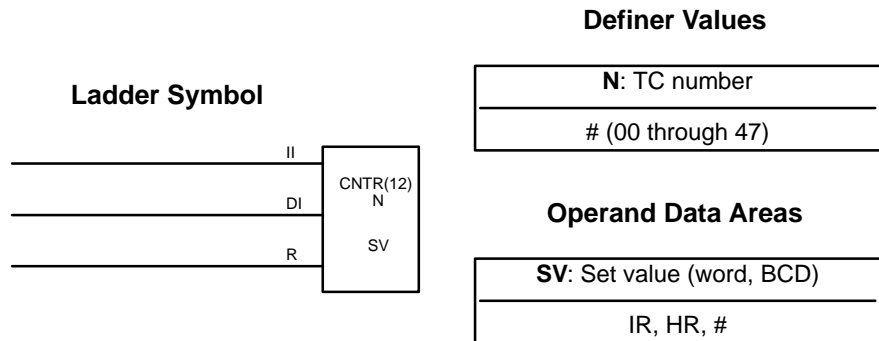 Ladder Symbol
II
DI
R
CNTR(12)
N
SV
Definer Values
N: TC number
# (00 through 47)
Operand Data Areas
SV: Set value (word, BCD)
IR, HR, #